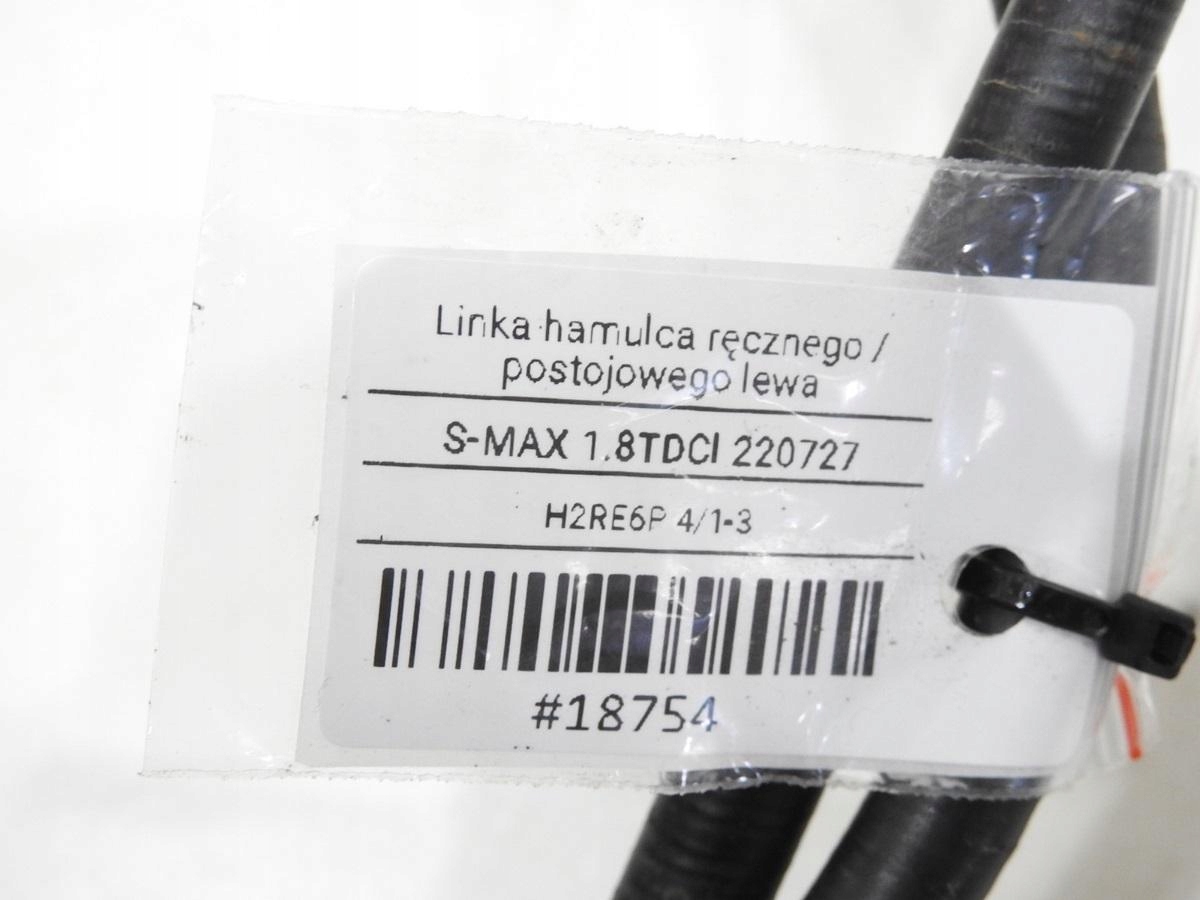 Linka hamulca ręcznego /
postojowego lewa
S-MAX 1.8TDCI 220727
H2RE6P 4/1-3
#18754